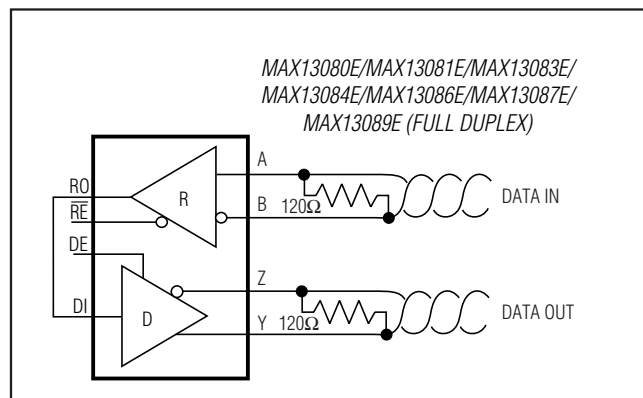 MAX13080E/MAX13081E/MAX13083E/
MAX13084E/MAX13086E/MAX13087E/
MAX13089E (FULL DUPLEX)
A
RO
R
RE
B
120Ω
DATA IN
DE
Z
DI
D
Y
120Ω
DATA OUT